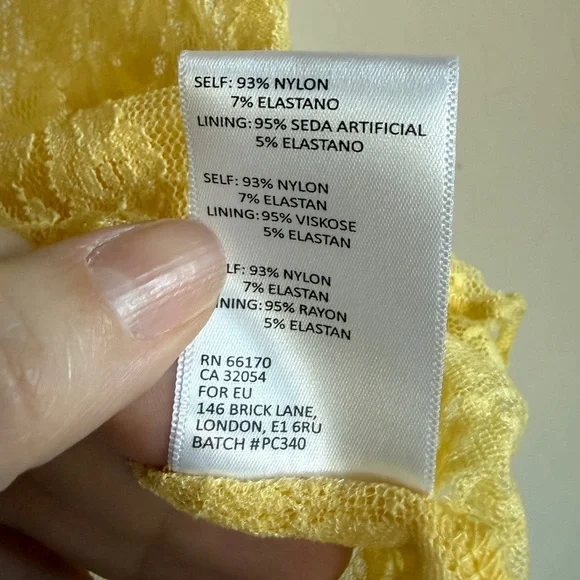 SELF: 93% NYLON
7% ELASTANO
LINING: 95% SEDA ARTIFICIAL
5% ELASTANO
SELF: 93% NYLON
7% ELASTAN
LINING: 95% VISKOSE
5% ELASTAN
ELF: 93% NYLON
7% ELASTAN
INING: 95% RAYON
5% ELASTAN
RN 66170
CA 32054
FOR EU
146 BRICK LANE,
LONDON, E1 6RU
BATCH #PC340